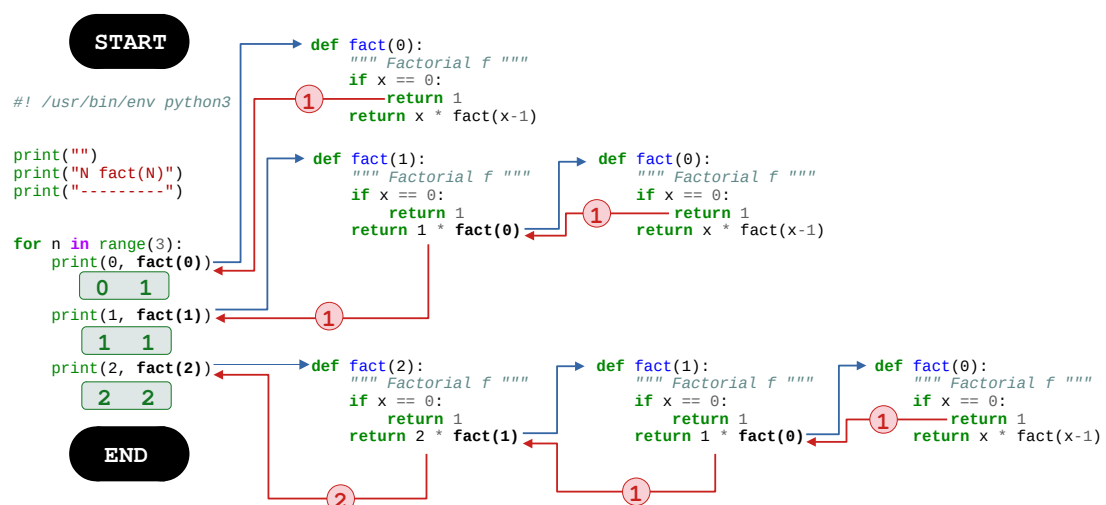 START
#! /usr/bin/env python3
print("")
print("N fact(N)")
print("---------")
for n in range(3):
print(0, fact(0))
0 1
print(1, fact(1))
1 1
print(2, fact(2))
2 2
END
def fact(0):
""" Factorial f """
if x == 0:
return 1
return x * fact(x-1)
1
def fact(1):
""" Factorial f """
if x == 0:
return 1
return 1 * fact(0)
1
def fact(0):
""" Factorial f """
if x == 0:
return 1
return x * fact(x-1)
1
def fact(2):
""" Factorial f """
if x == 0:
return 1
return 2 * fact(1)
2
def fact(1):
""" Factorial f """
if x == 0:
return 1
return 1 * fact(0)
1
def fact(0):
""" Factorial f """
if x == 0:
return 1
return x * fact(x-1)
1